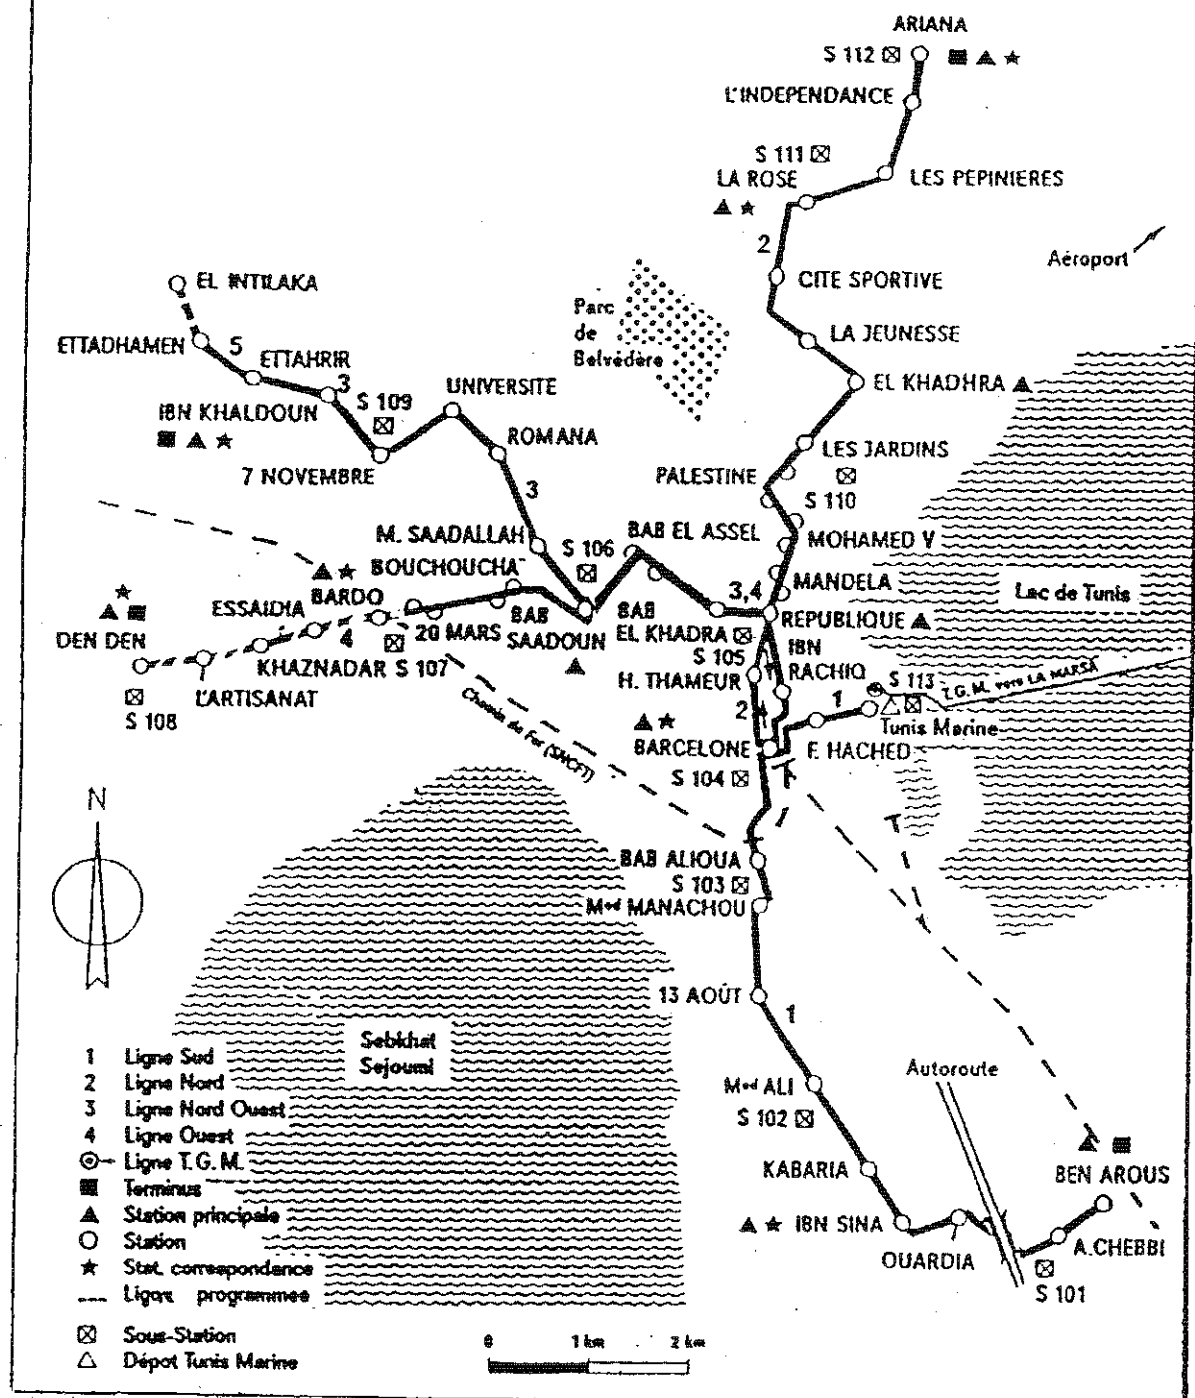 ARIANA
S 112
L'INDEPENDANCE
S 111
LA ROSE
LES PEPINIERES
2
Aéroport
CITE SPORTIVE
EL INTILAKA
Parc
de
Belvédère
LA JEUNESSE
ETTADHAMEN
5
ETTAHRIR
3
EL KHADHRA
UNIVERSITE
S 109
IBN KHALDOUN
ROMANA
LES JARDINS
7 NOVEMBRE
PALESTINE
3
S 110
M. SAADALLAH
S 106
BAB EL ASSEL
MOHAMED V
BOUCHOUCHA
MANDELA
Lac de Tunis
3,4
ESSAIDIA
BARDO
20 MARS
BAB
SAADOUN
BAB
EL KHADRA
REPUBLIQUE
DEN DEN
4
KHAZNADAR
S 107
S 105
IBN
RACHIQ
L'ARTISANAT
S 108
H. THAMEUR
S 113
T.G.M. vers LA MARSA
1
2
Tunis Marine
Chemin de Fer (SNCFT)
BARCELONE
F. HACHED
S 104
N
BAB ALIOUA
S 103
Med MANACHOU
13 AOÛT
1
Sebkhat
Sejoumi
Autoroute
Med ALI
S 102
KABARIA
BEN AROUS
IBN SINA
OUARDIA
A.CHEBBI
S 101
1 Ligne Sud
2 Ligne Nord
3 Ligne Nord Ouest
4 Ligne Ouest
Ligne T.G.M.
Terminus
Station principale
Station
Stat. correspondance
programmee
Sous-Station
Dépot Tunis Marine
0 1 km 2 km